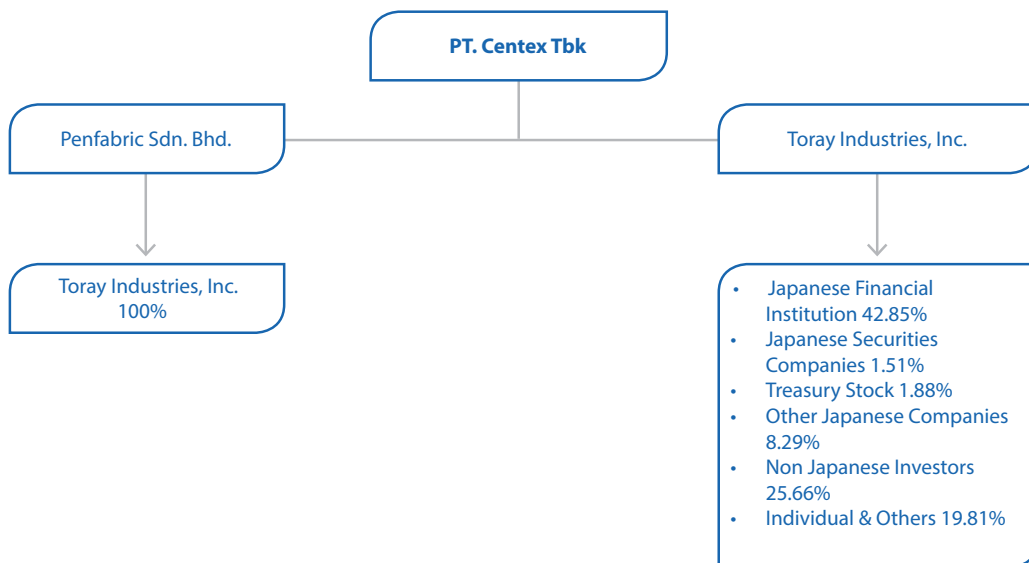 PT. Centex Tbk
Penfabric Sdn. Bhd.
Toray Industries, Inc.
Toray Industries, Inc.
100%
• Japanese Financial
Institution 42.85%
• Japanese Securities
Companies 1.51%
• Treasury Stock 1.88%
• Other Japanese Companies
8.29%
• Non Japanese Investors
25.66%
• Individual & Others 19.81%